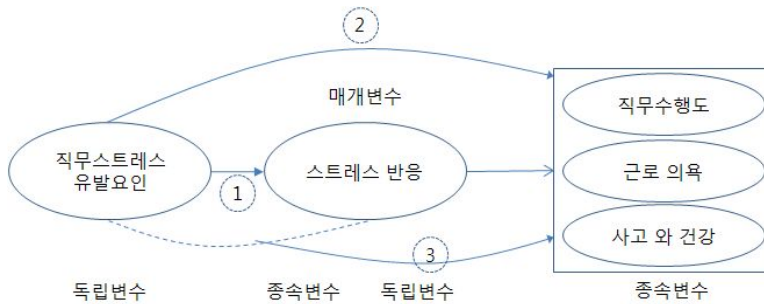 2
매개변수
직무수행도
직무스트레스
유발요인
1
스트레스 반응
근로 의욕
사고 와 건강
3
독립변수
종속변수
독립변수
종속변수